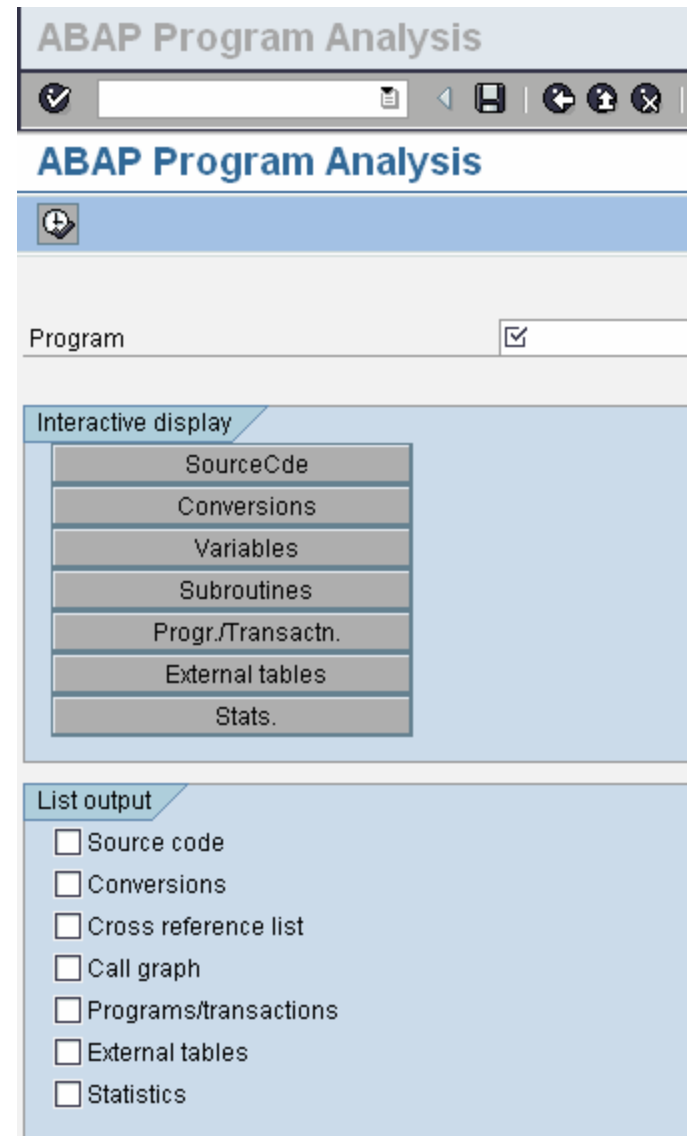 ABAP Program Analysis
ABAP Program Analysis
Program
Interactive display
SourceCde
Conversions
Variables
Subroutines
Progr./Transactn.
External tables
Stats.
List output
Source code
Conversions
Cross reference list
Call graph
Programs/transactions
External tables
Statistics